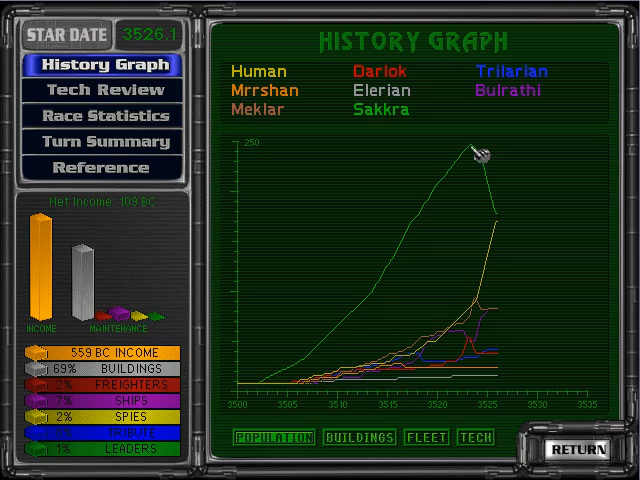 STAR DATE 3526.1
History Graph
Tech Review
Race Statistics
Turn Summary
Reference
Net Income: 109 BC
INCOME MAINTENANCE
559 BC INCOME
69% BUILDINGS
2% FREIGHTERS
7% SHIPS
2% SPIES
TRIBUTE
1% LEADERS
HISTORY GRAPH
Human Darlok Trilarian
Mrrshan Elerian Bulrathi
Meklar Sakkra
250
3500 3505 3510 3515 3520 3525 3530 3535
POPULATION BUILDINGS FLEET TECH
RETURN